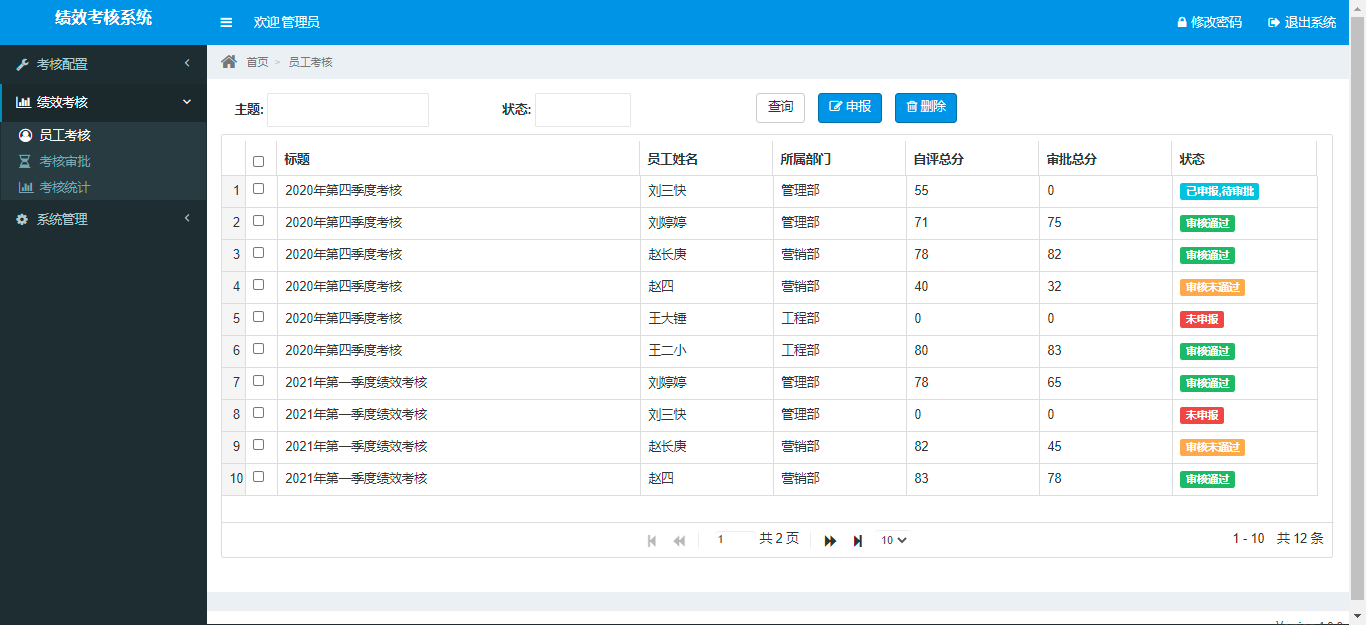 绩效考核系统
欢迎 管理员
修改密码
退出系统
考核配置
绩效考核
员工考核
考核审批
考核统计
系统管理
首页 > 员工考核
主题:
状态:
查询
申报
删除
标题 员工姓名 所属部门 自评总分 审批总分 状态
1 2020年第四季度考核 刘三快 管理部 55 0 已申报,待审批
2 2020年第四季度考核 刘婷婷 管理部 71 75 审核通过
3 2020年第四季度考核 赵长庚 营销部 78 82 审核通过
4 2020年第四季度考核 赵四 营销部 40 32 审核未通过
5 2020年第四季度考核 王大锤 工程部 0 0 未申报
6 2020年第四季度考核 王二小 工程部 80 83 审核通过
7 2021年第一季度绩效考核 刘婷婷 管理部 78 65 审核通过
8 2021年第一季度绩效考核 刘三快 管理部 0 0 未申报
9 2021年第一季度绩效考核 赵长庚 营销部 82 45 审核未通过
10 2021年第一季度绩效考核 赵四 营销部 83 78 审核通过
1 共 2 页 10
1 - 10 共 12 条